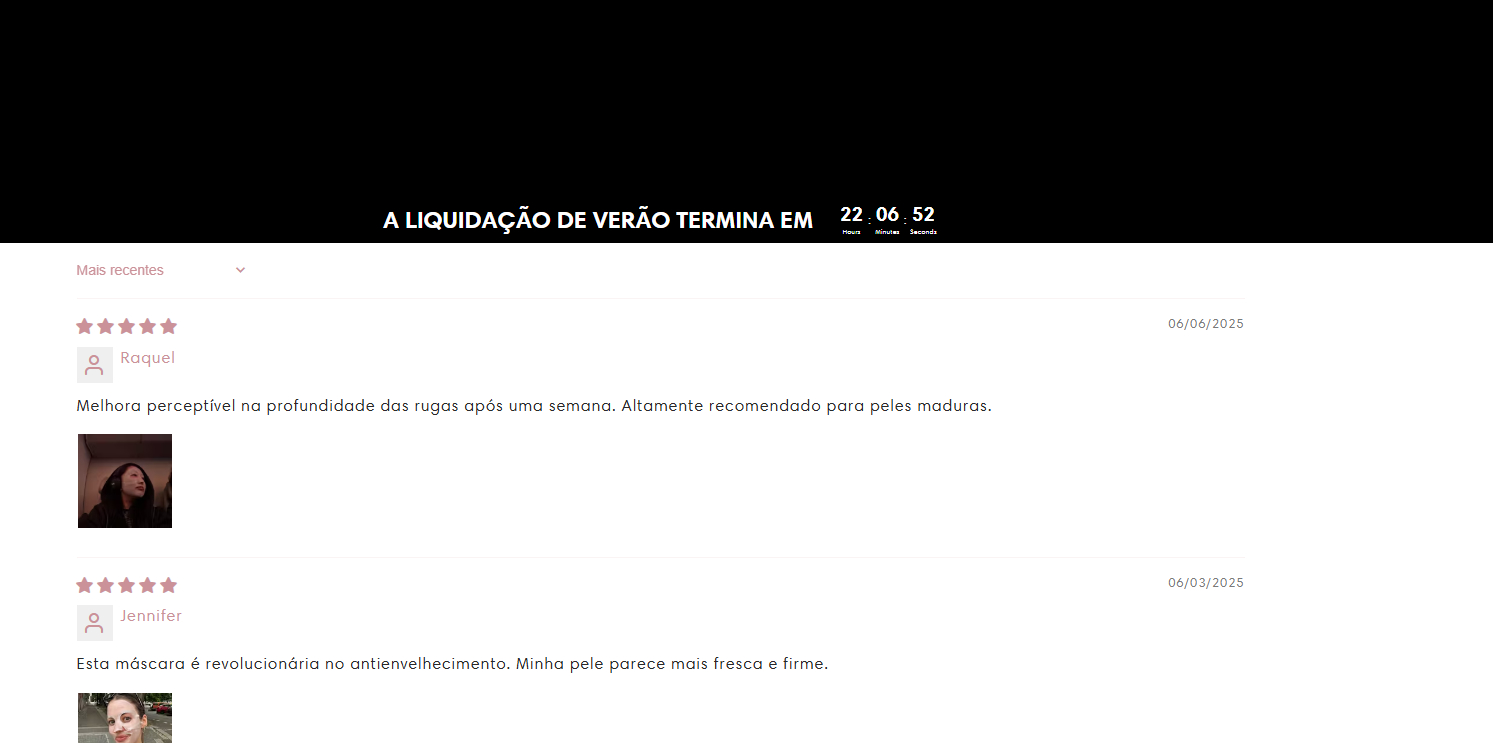 A LIQUIDAÇÃO DE VERÃO TERMINA EM 22 : 06 : 52
Hours Minutes Seconds
Mais recentes
06/06/2025
Raquel
Melhora perceptível na profundidade das rugas após uma semana. Altamente recomendado para peles maduras.
06/03/2025
Jennifer
Esta máscara é revolucionária no antienvelhecimento. Minha pele parece mais fresca e firme.